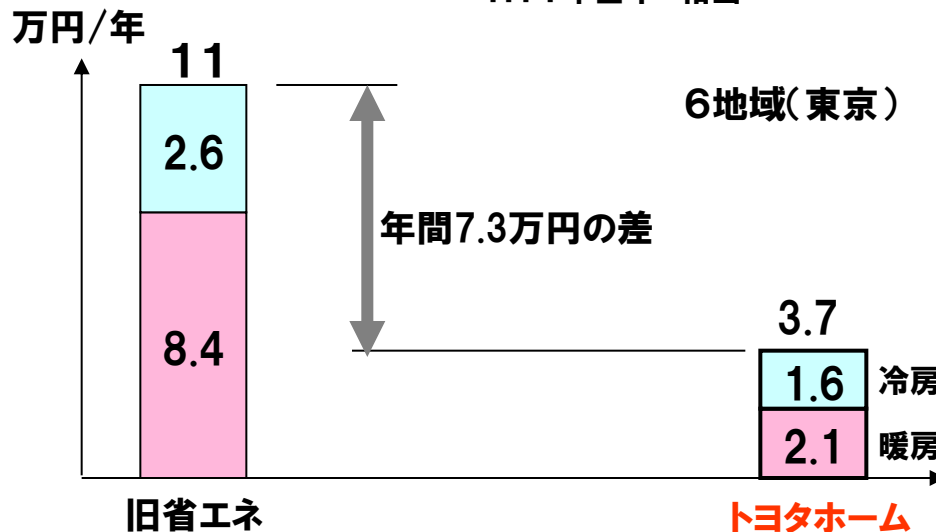 万円/年
11
6地域(東京)
2.6
年間7.3万円の差
8.4
3.7
1.6 冷房
2.1 暖房
旧省エネ
トヨタホーム